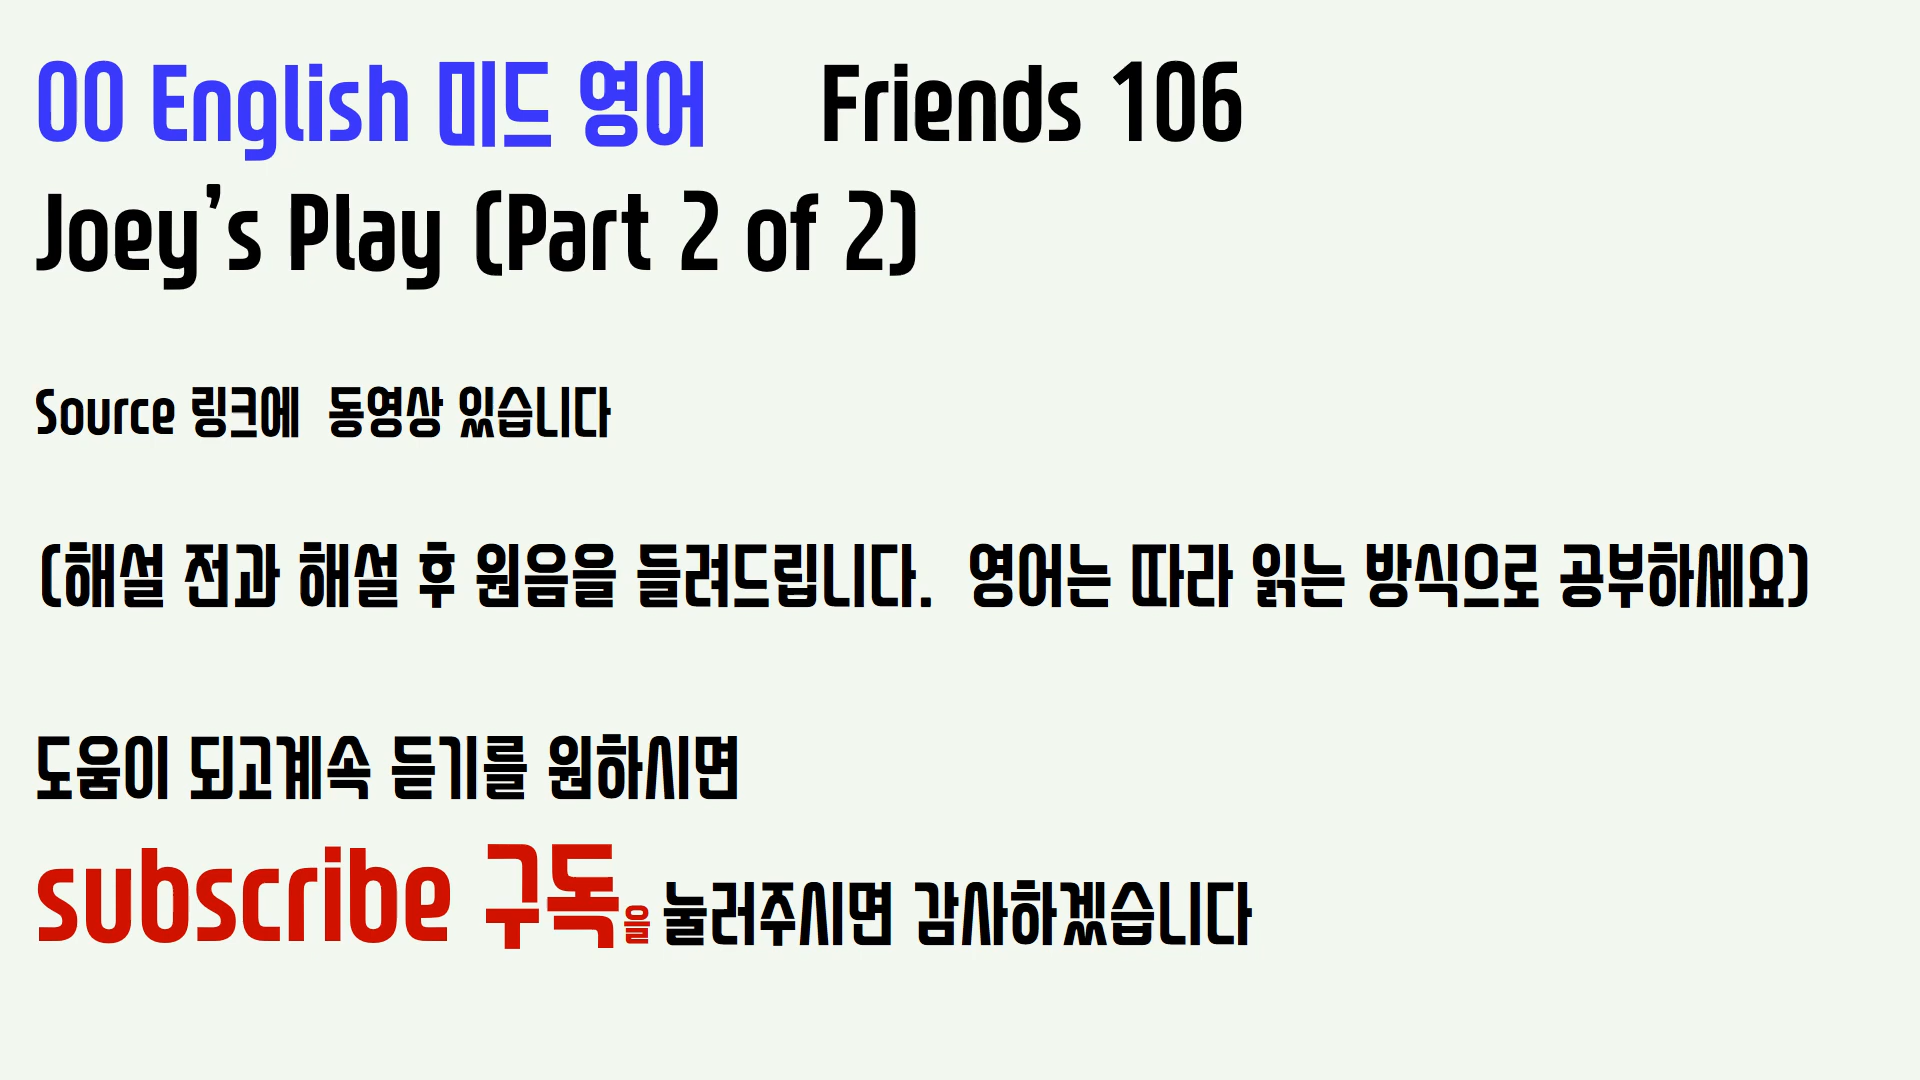 OO English 미드 영어 Friends 106
Joey's Play (Part 2 of 2)
Source 링크에 동영상 있습니다
(해설 전과 해설 후 원음을 들려드립니다. 영어는 따라 읽는 방식으로 공부하세요)
도움이 되고계속 듣기를 원하시면
subscribe 구독을 눌러주시면 감사하겠습니다